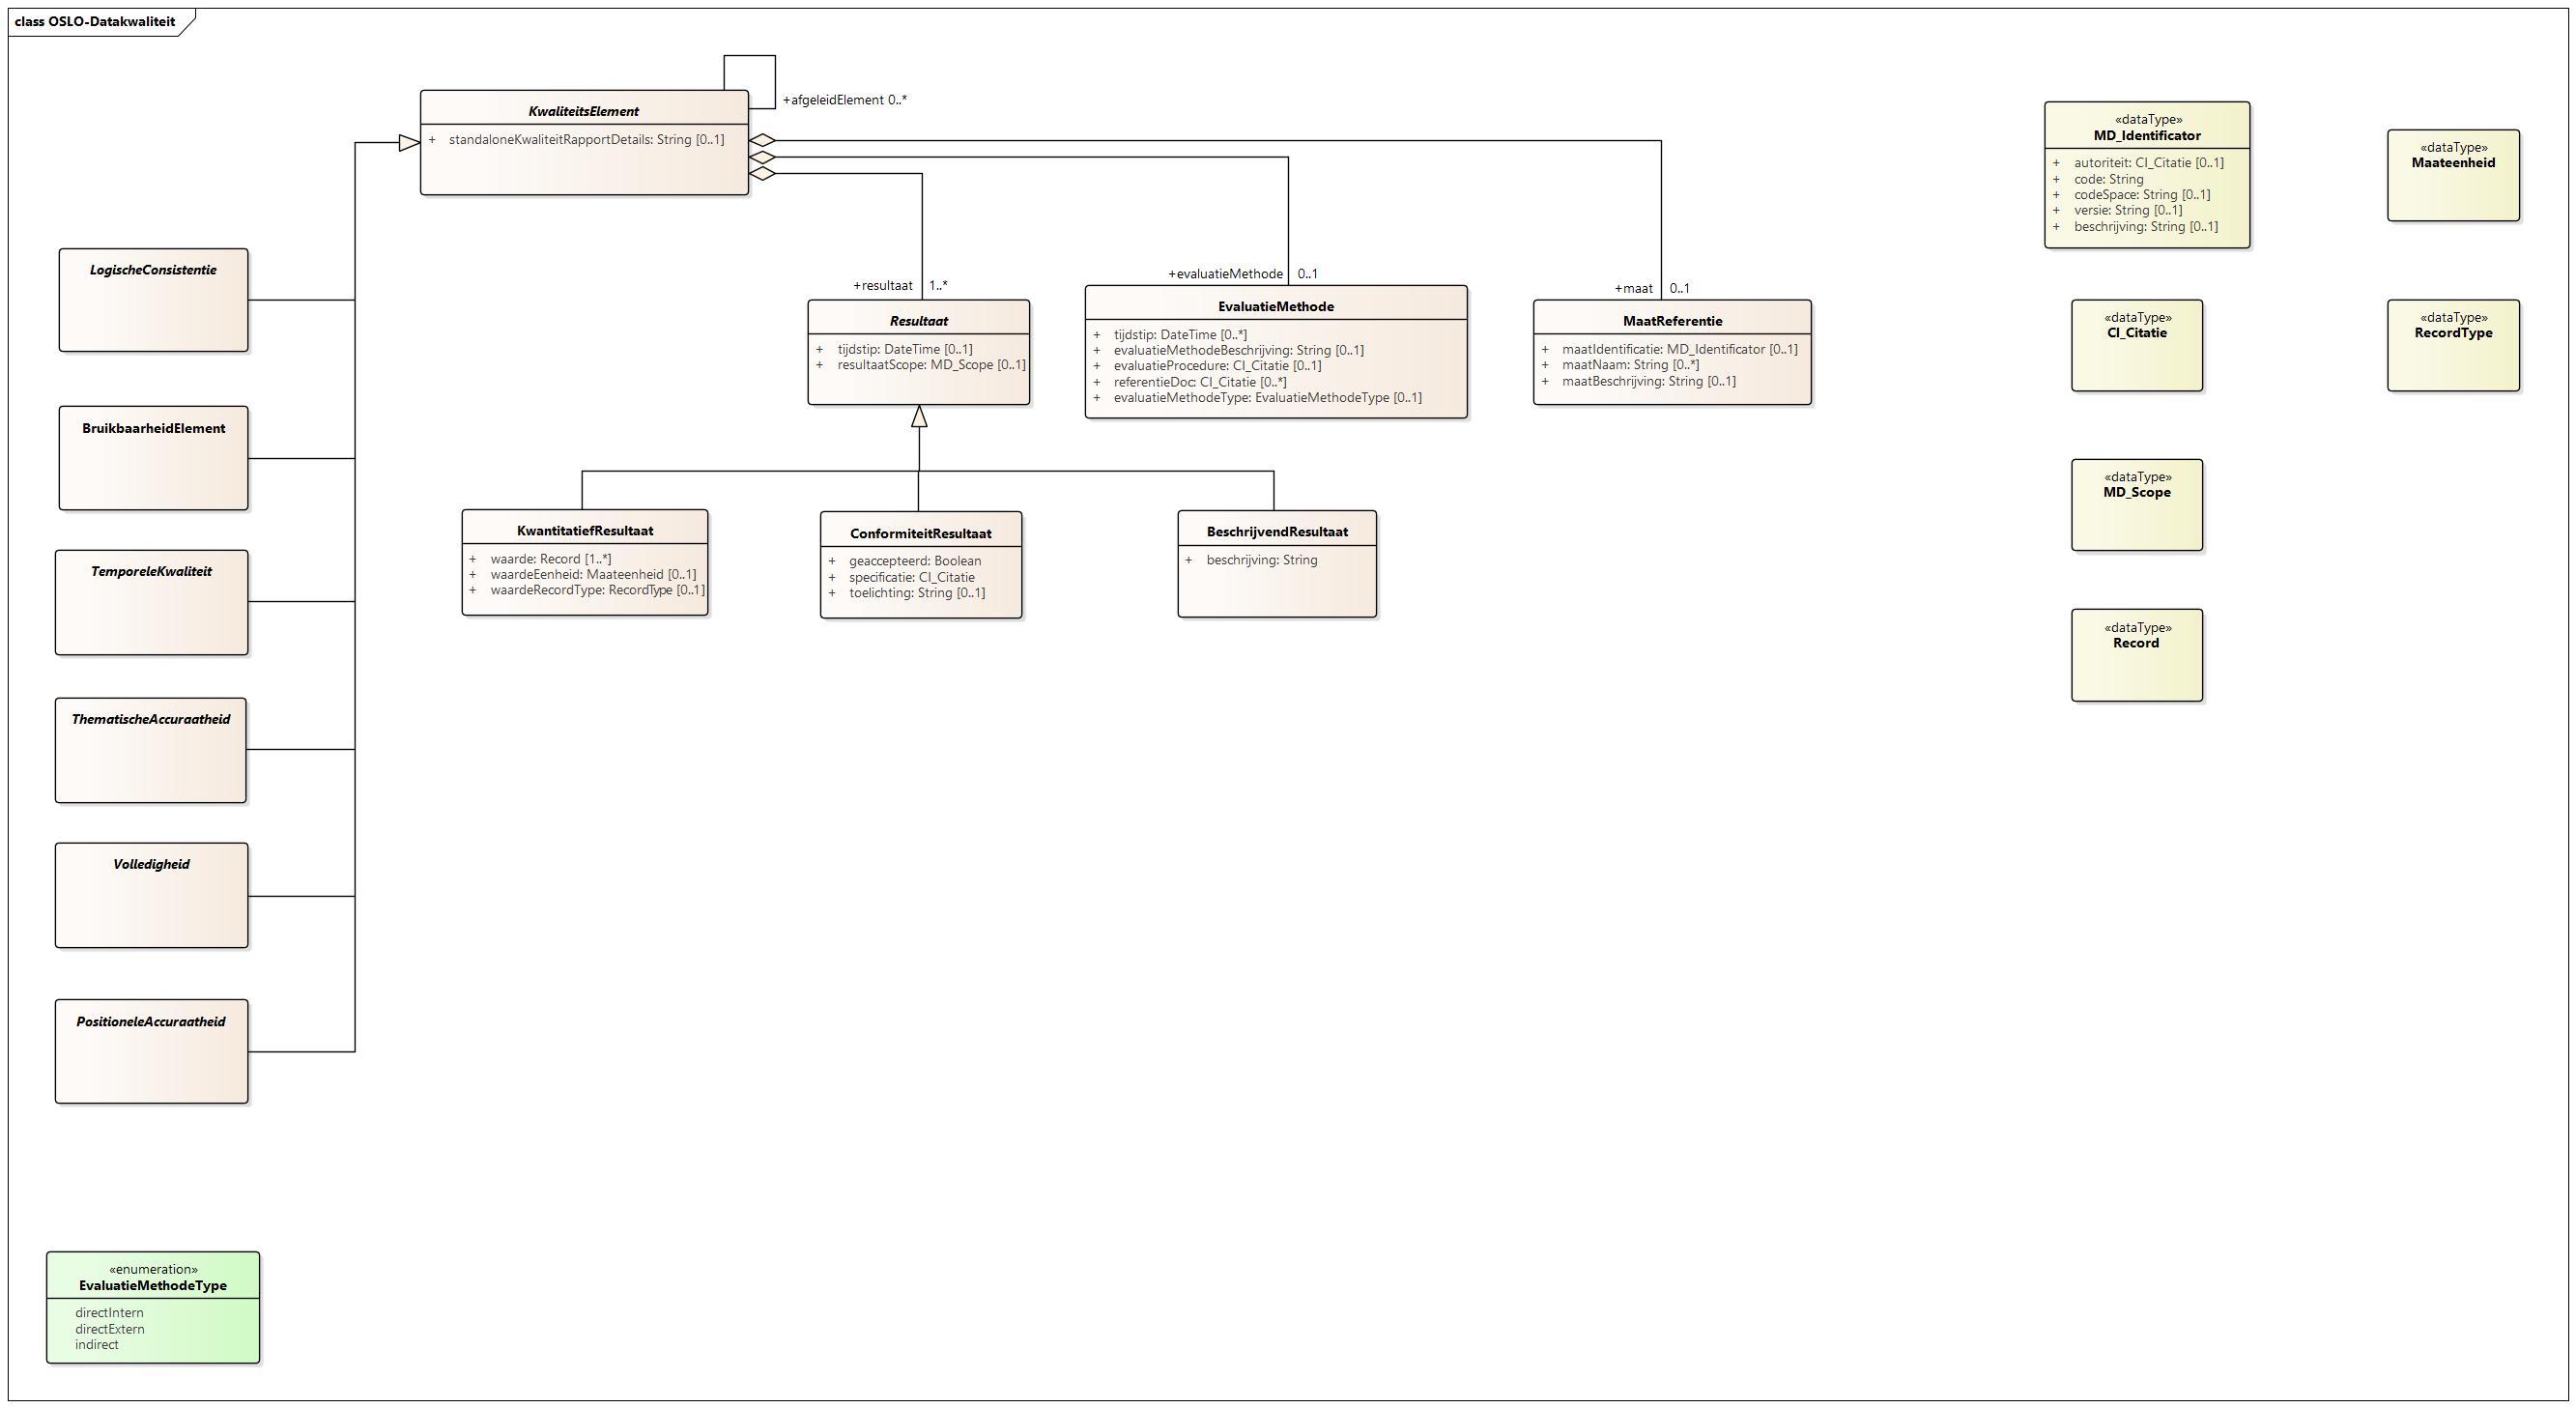 class OSLO-Datakwaliteit
KwaliteitsElement
+ standaloneKwaliteitRapportDetails: String [0..1]
+afgeleidElement 0..*
+resultaat 1..*
+evaluatieMethode 0..1
+maat 0..1
LogischeConsistentie
BruikbaarheidElement
TemporeleKwaliteit
ThematischeAccuraatheid
Volledigheid
PositioneleAccuraatheid
Resultaat
+ tijdstip: DateTime [0..1]
+ resultaatScope: MD_Scope [0..1]
EvaluatieMethode
+ tijdstip: DateTime [0..*]
+ evaluatieMethodeBeschrijving: String [0..1]
+ evaluatieProcedure: CI_Citatie [0..1]
+ referentieDoc: CI_Citatie [0..*]
+ evaluatieMethodeType: EvaluatieMethodeType [0..1]
MaatReferentie
+ maatIdentificatie: MD_Identificator [0..1]
+ maatNaam: String [0..*]
+ maatBeschrijving: String [0..1]
KwantitatiefResultaat
+ waarde: Record [1..*]
+ waardeEenheid: Maateenheid [0..1]
+ waardeRecordType: RecordType [0..1]
ConformiteitResultaat
+ geaccepteerd: Boolean
+ specificatie: CI_Citatie
+ toelichting: String [0..1]
BeschrijvendResultaat
+ beschrijving: String
«dataType»
MD_Identificator
+ autoriteit: CI_Citatie [0..1]
+ code: String
+ codeSpace: String [0..1]
+ versie: String [0..1]
+ beschrijving: String [0..1]
«dataType»
Maateenheid
«dataType»
CI_Citatie
«dataType»
RecordType
«dataType»
MD_Scope
«dataType»
Record
«enumeration»
EvaluatieMethodeType
directIntern
directExtern
indirect